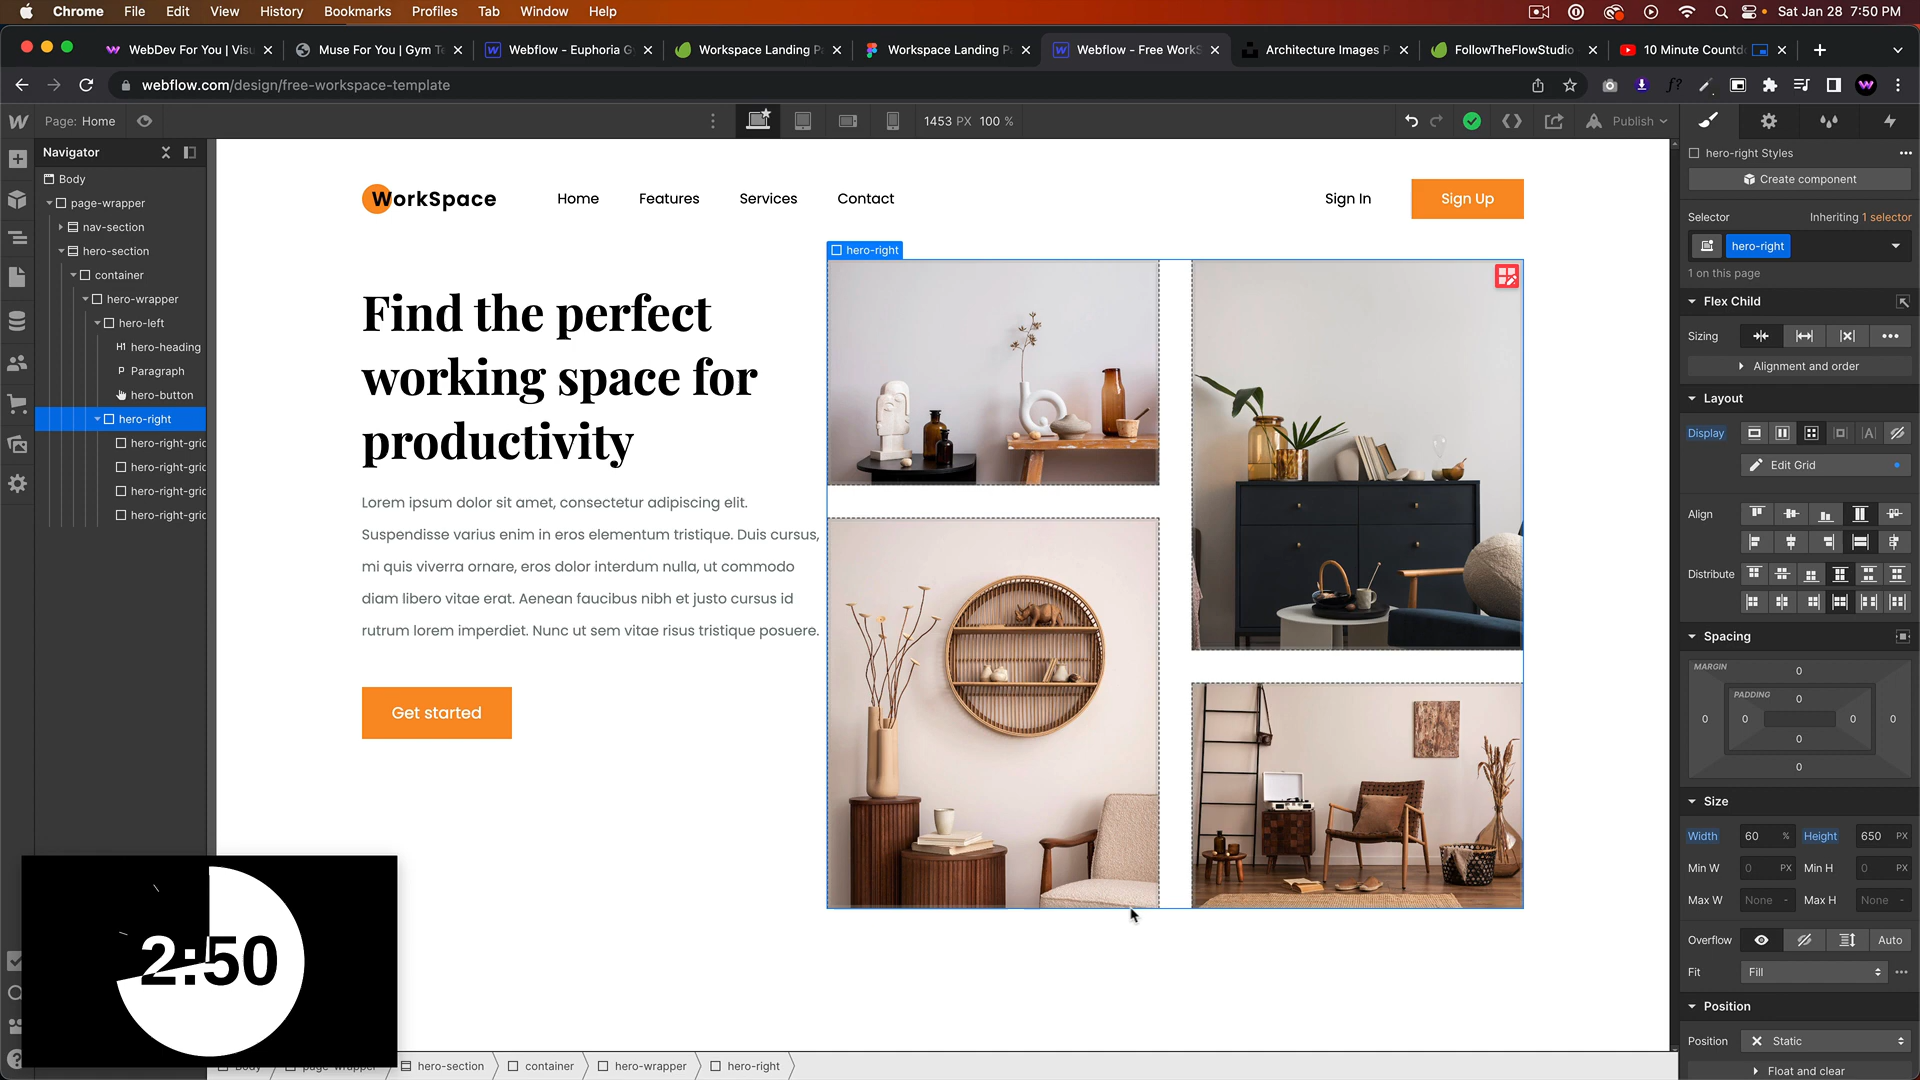 Chrome File Edit View History Bookmarks Profiles Tab Window Help Sat Jan 28 7:50 PM
WebDev For You | Visu Muse For You | Gym Te Webflow - Euphoria G Workspace Landing P Workspace Landing P Webflow - Free WorkS Architecture Images P FollowTheFlowStudio 10 Minute Countd
webflow.com/design/free-workspace-template
Page: Home 1453 PX 100 % Publish
Navigator
Body
page-wrapper
nav-section
hero-section
container
hero-wrapper
hero-left
H1 hero-heading
P Paragraph
hero-button
hero-right
hero-right-grid
hero-right-grid
hero-right-grid
hero-right-grid
WorkSpace Home Features Services Contact Sign In Sign Up
hero-right
Find the perfect
working space for
productivity
Lorem ipsum dolor sit amet, consectetur adipiscing elit.
Suspendisse varius enim in eros elementum tristique. Duis cursus,
mi quis viverra ornare, eros dolor interdum nulla, ut commodo
diam libero vitae erat. Aenean faucibus nibh et justo cursus id
rutrum lorem imperdiet. Nunc ut sem vitae risus tristique posuere.
Get started
2:50
hero-section container hero-wrapper hero-right
hero-right Styles
Create component
Selector Inheriting 1 selector
hero-right
1 on this page
Flex Child
Sizing
Alignment and order
Layout
Display
Edit Grid
Align
Distribute
Spacing
MARGIN
0
PADDING
0
0 0 0 0
0
0
Size
Width 60 % Height 650 PX
Min W 0 PX Min H 0 PX
Max W None - Max H None -
Overflow Auto
Fit Fill
Position
Position Static
Float and clear